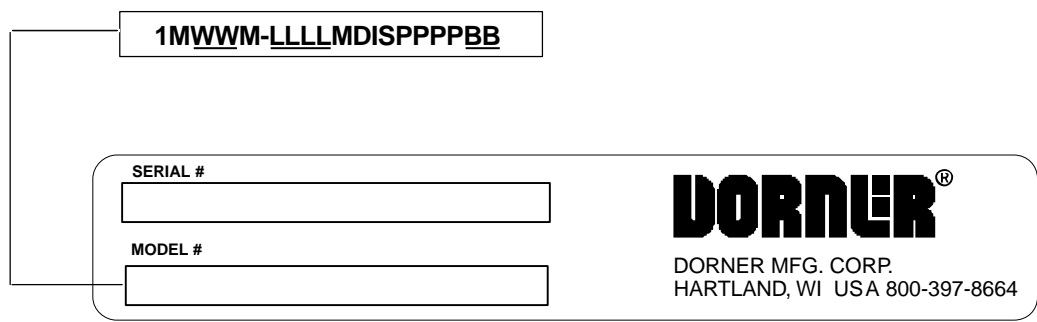 1MWWM-LLLLMDISPPPPBB
SERIAL #
DORNER®
MODEL #
DORNER MFG. CORP.
HARTLAND, WI USA 800-397-8664